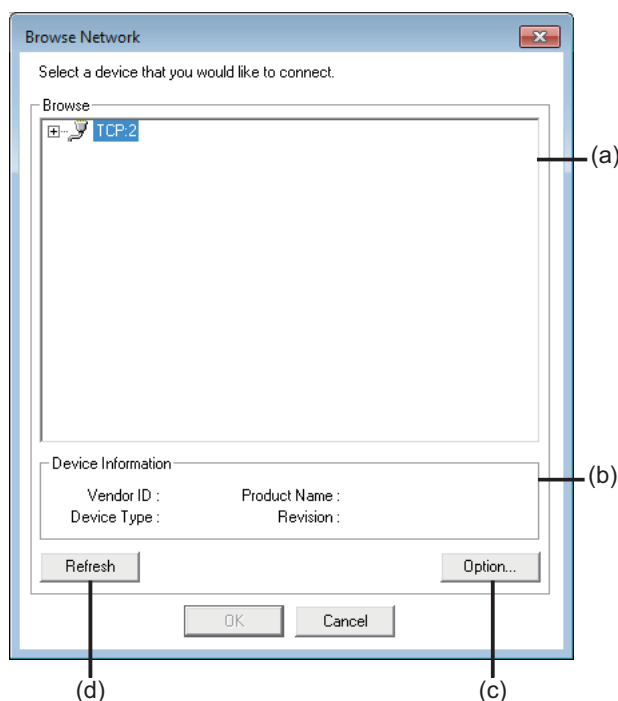 Browse Network
Select a device that you would like to connect.
Browse
TCP:2
(a)
Device Information
Vendor ID : Product Name :
Device Type : Revision :
(b)
Refresh Option...
OK Cancel
(d) (c)